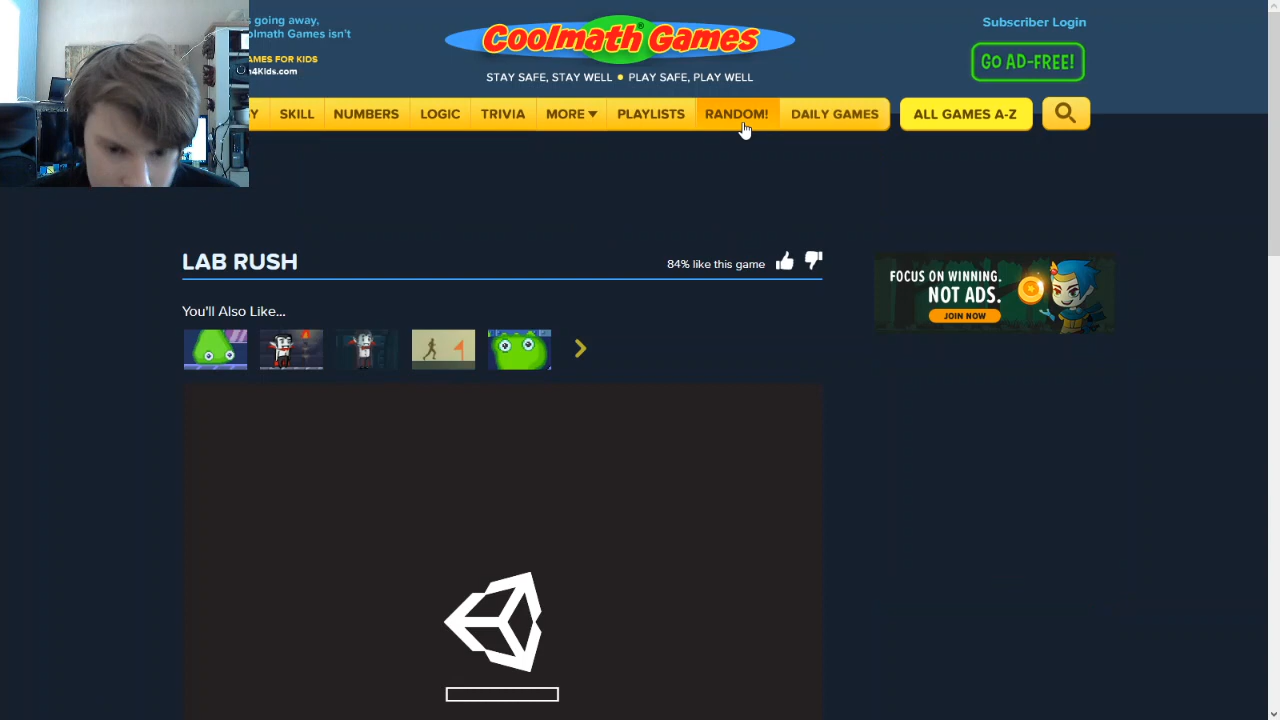 s going away,
olmath Games isn't
AMES FOR KIDS
n4Kids.com
Coolmath Games
STAY SAFE, STAY WELL ● PLAY SAFE, PLAY WELL
Subscriber Login
GO AD-FREE!
Y SKILL NUMBERS LOGIC TRIVIA MORE ▼ PLAYLISTS RANDOM! DAILY GAMES ALL GAMES A-Z
LAB RUSH
84% like this game
You'll Also Like...
FOCUS ON WINNING.
NOT ADS.
JOIN NOW